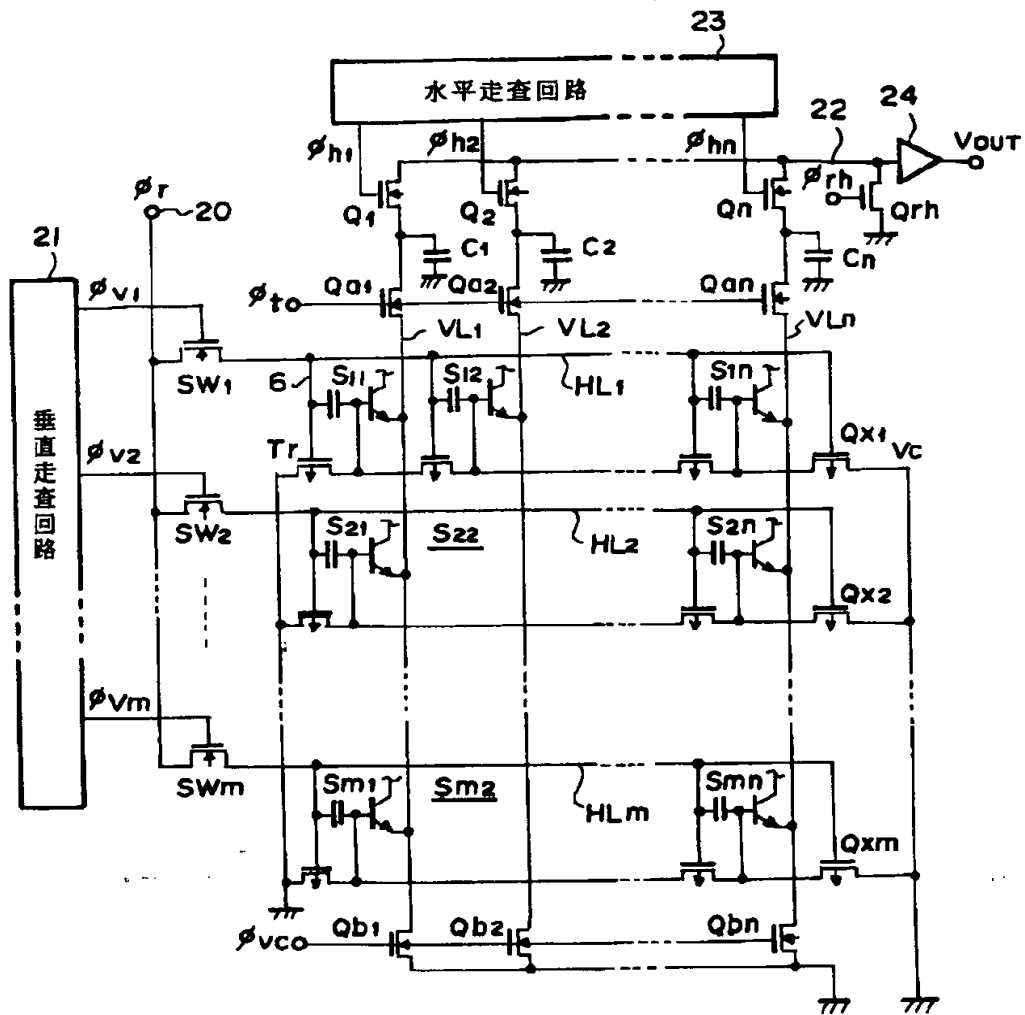 23
水平走査回路
24
22
φh1
φh2
φhn
VOUT
φr
20
Q1
Q2
Qn
φrh
Qrh
21
C1
C2
Cn
φv1
φt
Qa1
Qa2
Qan
VL1
VL2
VLn
SW1
6
S11
S12
HL1
S1n
Tr
Qx1
Vc
垂直走査回路
φv2
SW2
S21
S22
HL2
S2n
Qx2
φVm
SWm
Sm1
Sm2
HLm
Smn
Qxm
φVC
Qb1
Qb2
Qbn